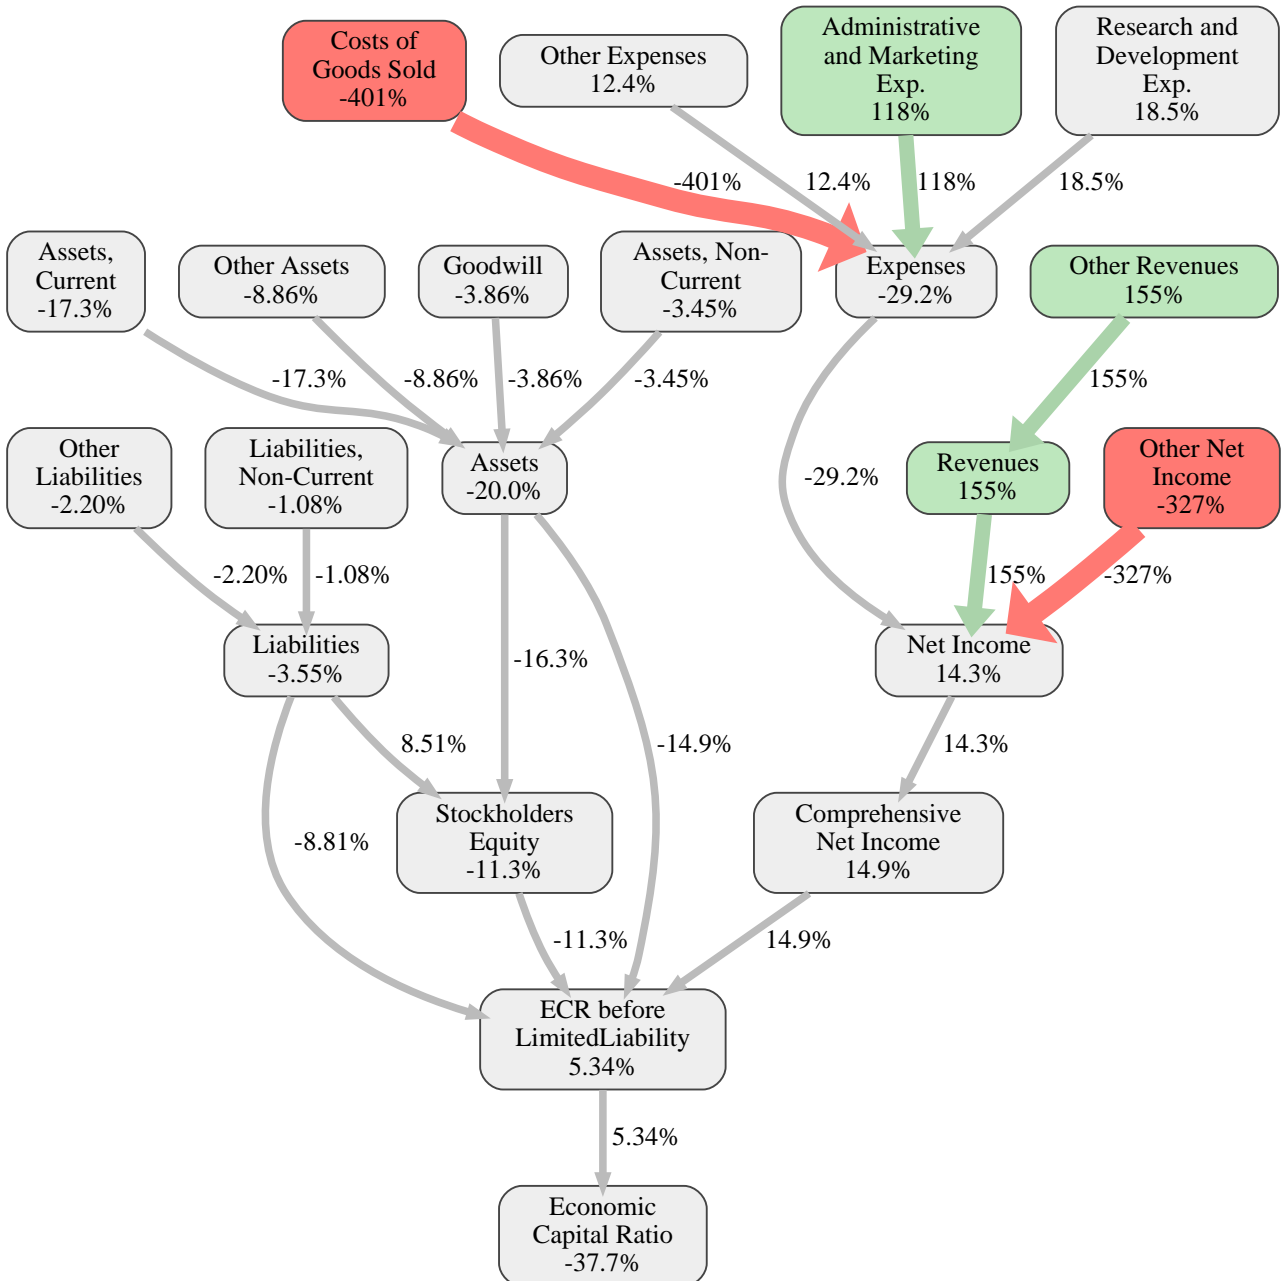 Costs of
Goods Sold
-401%
Other Expenses
12.4%
Administrative
and Marketing
Exp.
118%
Research and
Development
Exp.
18.5%
-401%
12.4%
118%
18.5%
Assets,
Current
-17.3%
Other Assets
-8.86%
Goodwill
-3.86%
Assets, Non-
Current
-3.45%
Expenses
-29.2%
Other Revenues
155%
-17.3%
-8.86%
-3.86%
-3.45%
155%
Other
Liabilities
-2.20%
Liabilities,
Non-Current
-1.08%
Assets
-20.0%
-29.2%
Revenues
155%
Other Net
Income
-327%
-2.20%
-1.08%
155%
-327%
Liabilities
-3.55%
-16.3%
Net Income
14.3%
8.51%
-14.9%
14.3%
-8.81%
Stockholders
Equity
-11.3%
Comprehensive
Net Income
14.9%
-11.3%
14.9%
ECR before
LimitedLiability
5.34%
5.34%
Economic
Capital Ratio
-37.7%